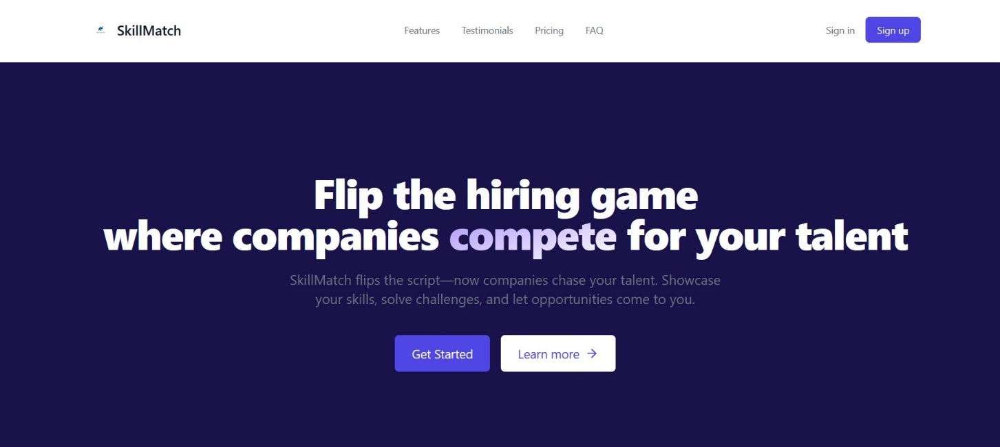 SkillMatch
Features
Testimonials
Pricing
FAQ
Sign in
Sign up
Flip the hiring game
where companies compete for your talent
SkillMatch flips the script—now companies chase your talent. Showcase
your skills, solve challenges, and let opportunities come to you.
Get Started
Learn more →